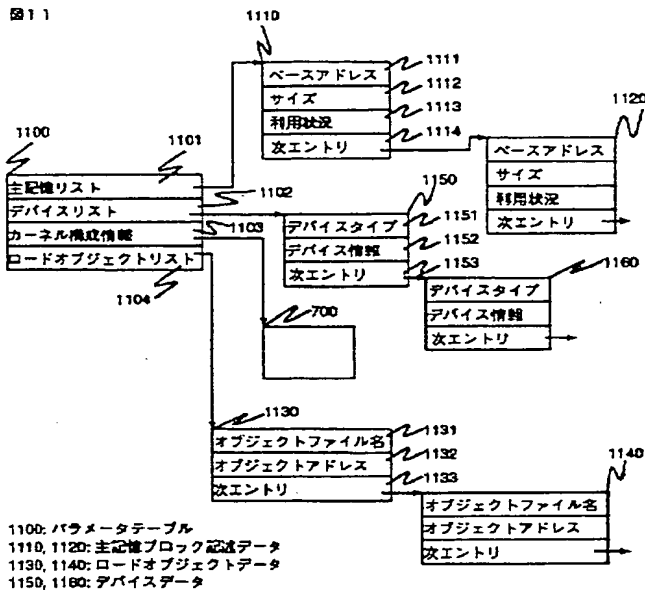 図11
1110
1111
ベースアドレス
1112
サイズ
1113
利用状況
1114
次エントリ
1120
ベースアドレス
サイズ
利用状況
次エントリ
1100
1101
主記憶リスト
1102
デバイスリスト
1103
カーネル構成情報
ロードオブジェクトリスト
1104
1150
1151
デバイスタイプ
1152
デバイス情報
1153
次エントリ
1160
デバイスタイプ
デバイス情報
次エントリ
700
1130
1131
オブジェクトファイル名
1132
オブジェクトアドレス
1133
次エントリ
1140
オブジェクトファイル名
オブジェクトアドレス
次エントリ
1100: パラメータテーブル
1110, 1120: 主記憶ブロック記述データ
1130, 1140: ロードオブジェクトデータ
1150, 1160: デバイスデータ